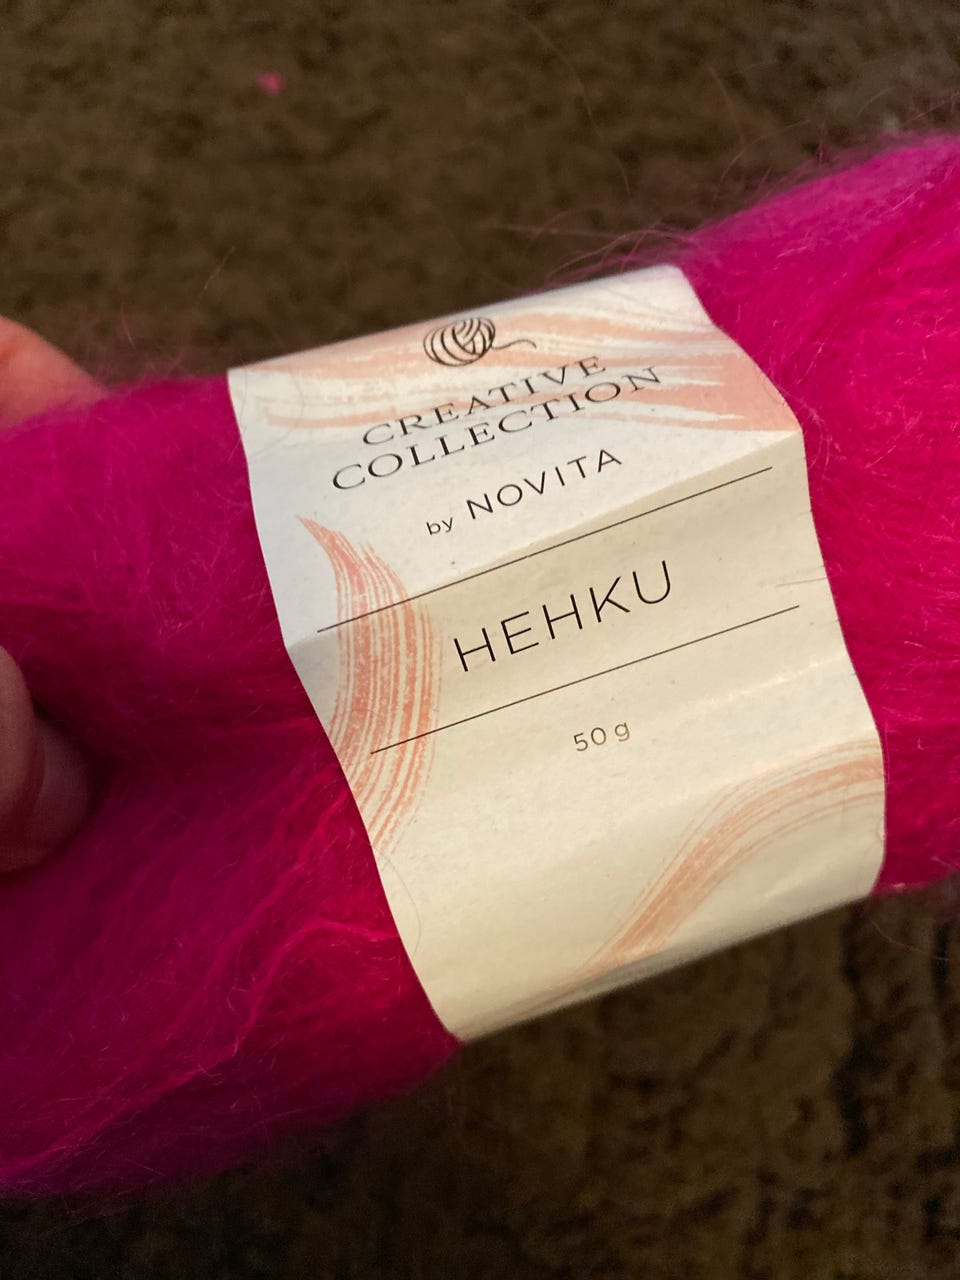 CREATIVE
COLLECTION
by NOVITA
HEHKU
50 g